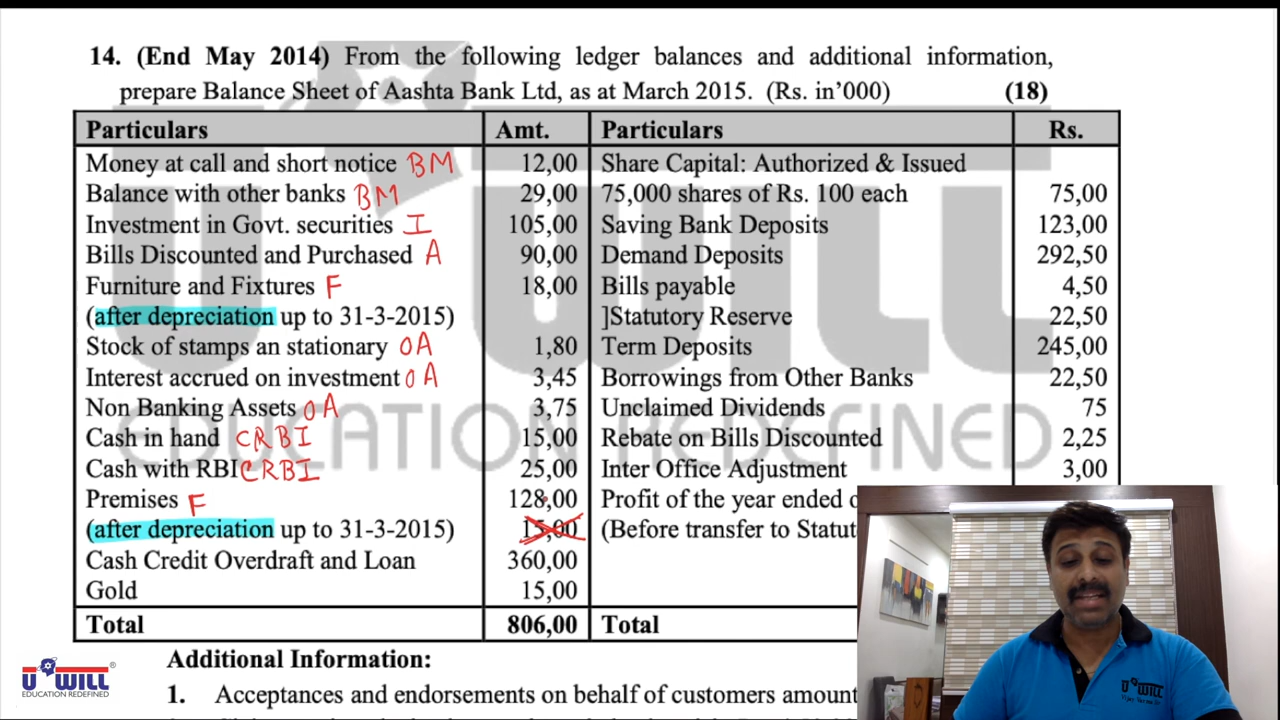 14. (End May 2014) From the following ledger balances and additional information,
prepare Balance Sheet of Aashta Bank Ltd, as at March 2015. (Rs. in'000) (18)
Particulars Amt. Particulars Rs.
Money at call and short notice BM 12,00 Share Capital: Authorized & Issued
Balance with other banks BM 29,00 75,000 shares of Rs. 100 each 75,00
Investment in Govt. securities I 105,00 Saving Bank Deposits 123,00
Bills Discounted and Purchased A 90,00 Demand Deposits 292,50
Furniture and Fixtures F 18,00 Bills payable 4,50
(after depreciation up to 31-3-2015) ]Statutory Reserve 22,50
Stock of stamps an stationary OA 1,80 Term Deposits 245,00
Interest accrued on investment OA 3,45 Borrowings from Other Banks 22,50
Non Banking Assets OA 3,75 Unclaimed Dividends 75
Cash in hand CRBI 15,00 Rebate on Bills Discounted 2,25
Cash with RBI CRBI 25,00 Inter Office Adjustment 3,00
Premises F 128,00 Profit of the year ended
(after depreciation up to 31-3-2015) 15,00 (Before transfer to Statut
Cash Credit Overdraft and Loan 360,00
Gold 15,00
Total 806,00 Total
Additional Information:
1. Acceptances and endorsements on behalf of customers amount
UWILL
EDUCATION REDEFINED
UWILL ®
EDUCATION REDEFINED
UWILL